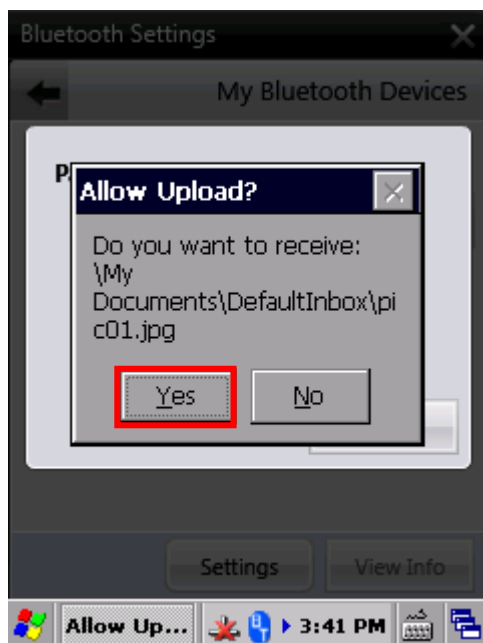 Bluetooth Settings
My Bluetooth Devices
P
Allow Upload?
Do you want to receive:
\My
Documents\DefaultInbox\pi
c01.jpg
Yes
No
Settings
View Info
Allow Up...
3:41 PM